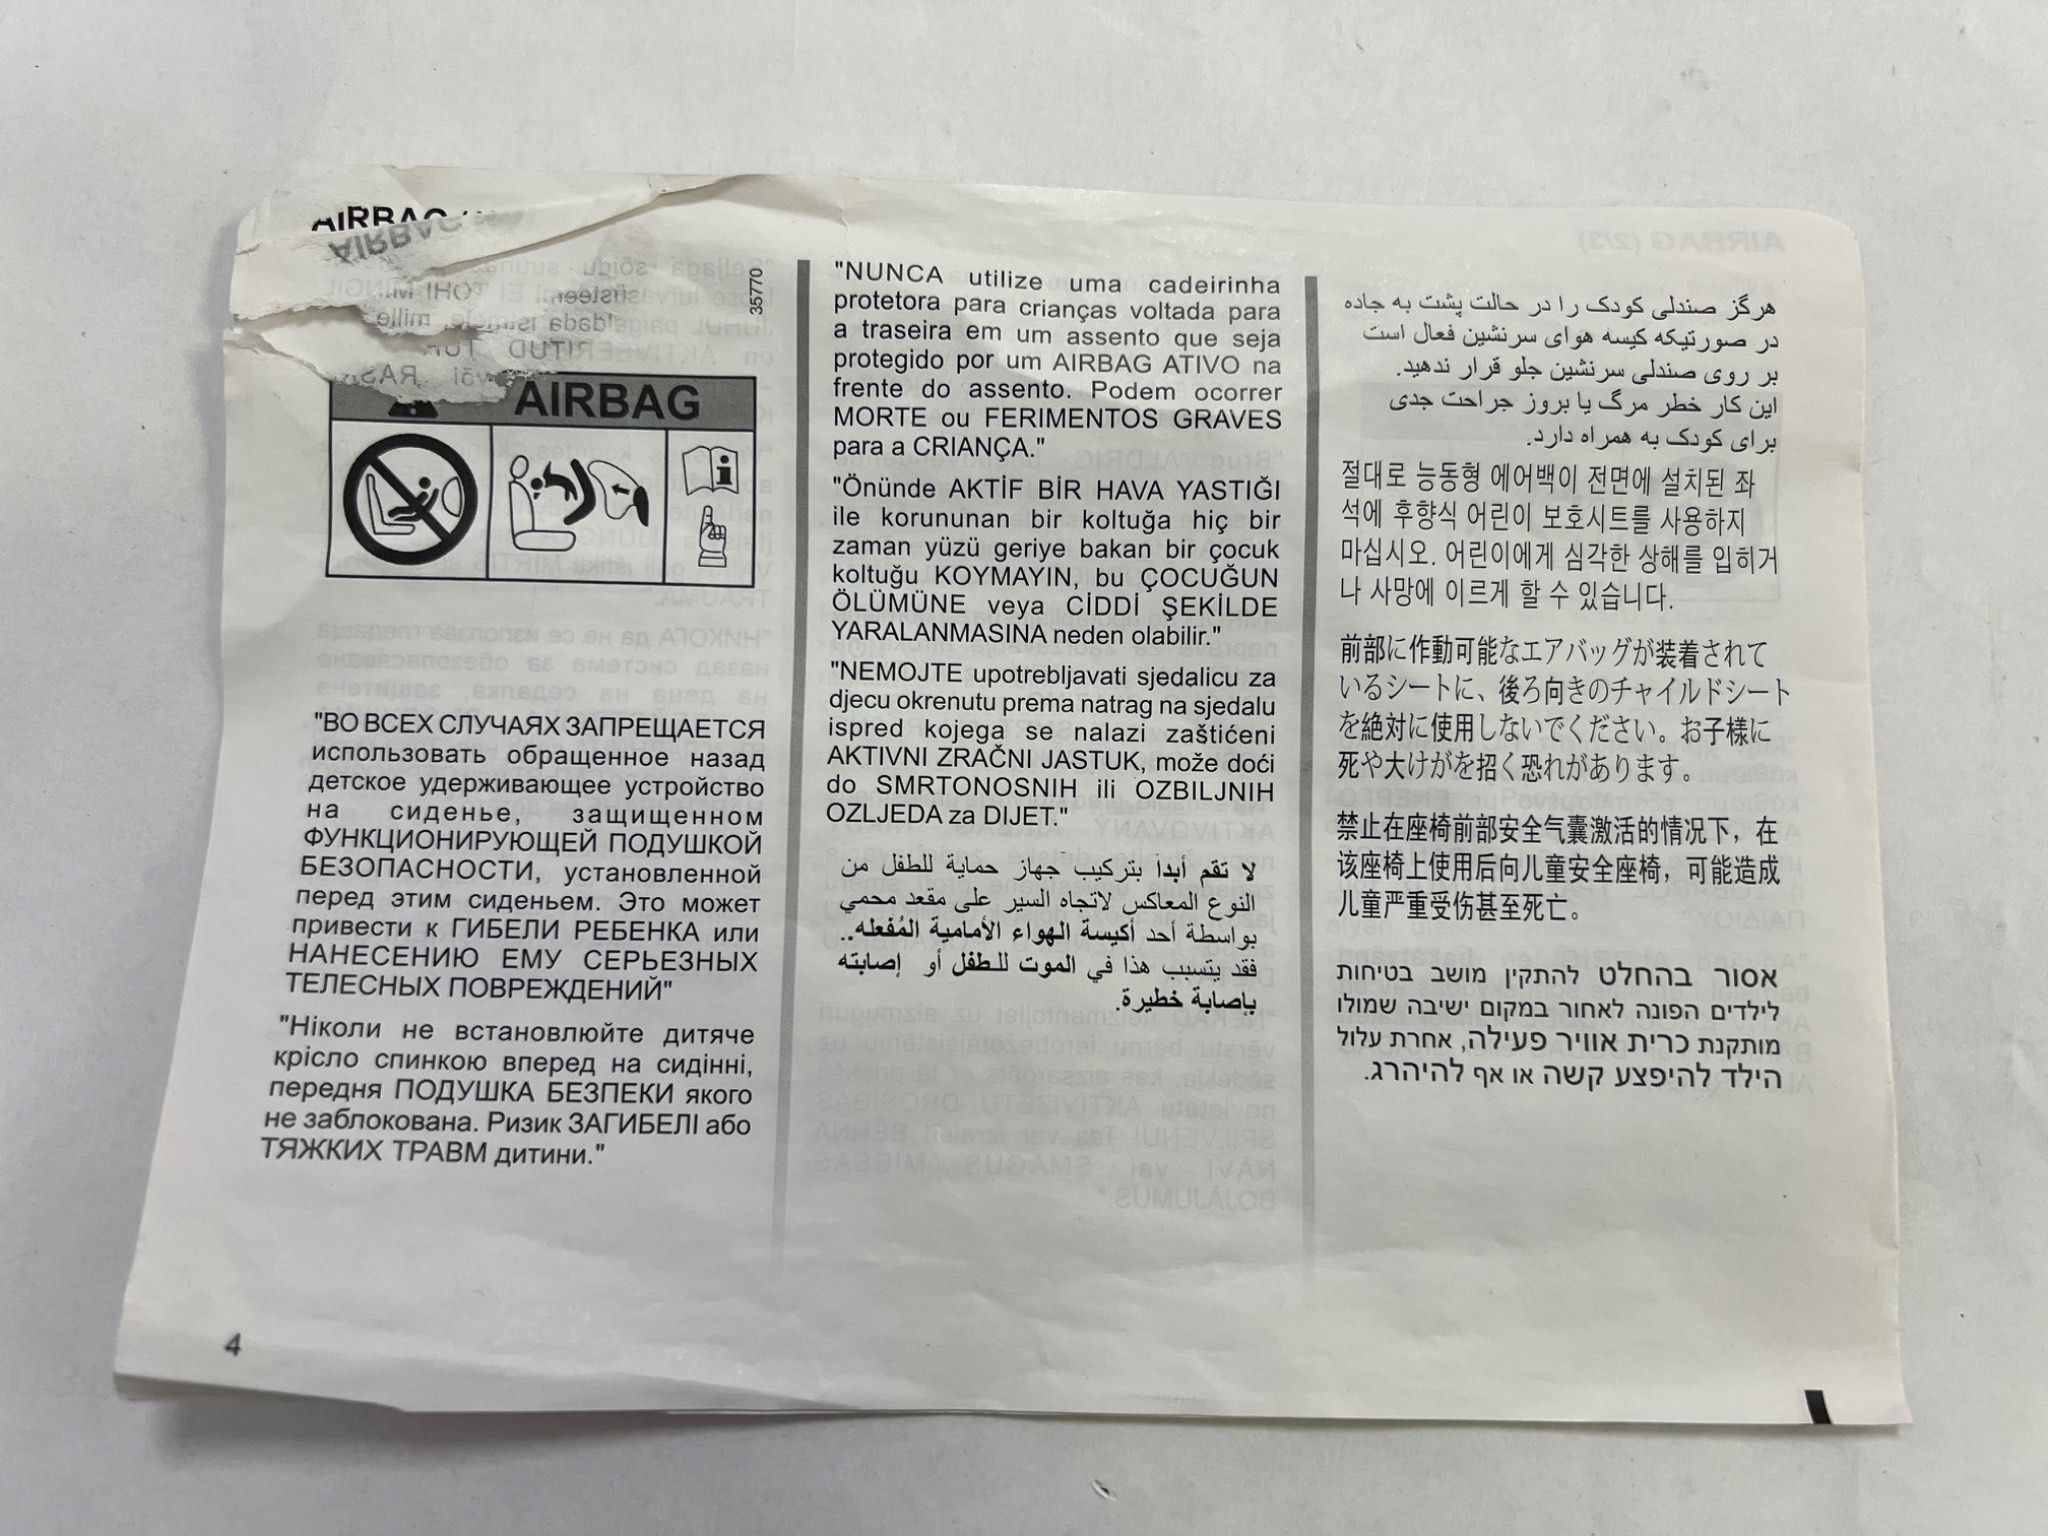 AIRBAG
35770
AIRBAG
"ВО ВСЕХ СЛУЧАЯХ ЗАПРЕЩАЕТСЯ
использовать обращенное назад
детское удерживающее устройство
на сиденье, защищенном
ФУНКЦИОНИРУЮЩЕЙ ПОДУШКОЙ
БЕЗОПАСНОСТИ, установленной
перед этим сиденьем. Это может
привести к ГИБЕЛИ РЕБЕНКА или
НАНЕСЕНИЮ ЕМУ СЕРЬЕЗНЫХ
ТЕЛЕСНЫХ ПОВРЕЖДЕНИЙ"
"Ніколи не встановлюйте дитяче
крісло спинкою вперед на сидінні,
передня ПОДУШКА БЕЗПЕКИ якого
не заблокована. Ризик ЗАГИБЕЛІ або
ТЯЖКИХ ТРАВМ дитини."
"NUNCA utilize uma cadeirinha
protetora para crianças voltada para
a traseira em um assento que seja
protegido por um AIRBAG ATIVO na
frente do assento. Podem ocorrer
MORTE ou FERIMENTOS GRAVES
para a CRIANÇA."
"Önünde AKTİF BİR HAVA YASTIĞI
ile korununan bir koltuğa hiç bir
zaman yüzü geriye bakan bir çocuk
koltuğu KOYMAYIN, bu ÇOCUĞUN
ÖLÜMÜNE veya CİDDİ ŞEKİLDE
YARALANMASINA neden olabilir."
"NEMOJTE upotrebljavati sjedalicu za
djecu okrenutu prema natrag na sjedalu
ispred kojega se nalazi zaštićeni
AKTIVNI ZRAČNI JASTUK, može doći
do SMRTONOSNIH ili OZBILJNIH
OZLJEDA za DIJET."
لا تقم أبدا بتركيب جهاز حماية للطفل من
النوع المعاكس لاتجاه السير على مقعد محمي
بواسطة أحد أكيسة الهواء الأمامية المُفعله..
فقد يتسبب هذا في الموت للطفل أو إصابته
بإصابة خطيرة.
هرگز صندلی کودک را در حالت پشت به جاده
در صورتیکه کیسه هوای سرنشین فعال است
بر روی صندلی سرنشین جلو قرار ندهید.
این کار خطر مرگ یا بروز جراحت جدی
برای کودک به همراه دارد.
절대로 능동형 에어백이 전면에 설치된 좌
석에 후향식 어린이 보호시트를 사용하지
마십시오. 어린이에게 심각한 상해를 입히거
나 사망에 이르게 할 수 있습니다.
前部に作動可能なエアバッグが装着されて
いるシートに、後ろ向きのチャイルドシート
を絶対に使用しないでください。お子様に
死や大けがを招く恐れがあります。
禁止在座椅前部安全气囊激活的情况下，在
该座椅上使用后向儿童安全座椅，可能造成
儿童严重受伤甚至死亡。
אסור בהחלט להתקין מושב בטיחות
לילדים הפונה לאחור במקום ישיבה שמולו
מותקנת כרית אוויר פעילה, אחרת עלול
הילד להיפצע קשה או אף להיהרג.
4